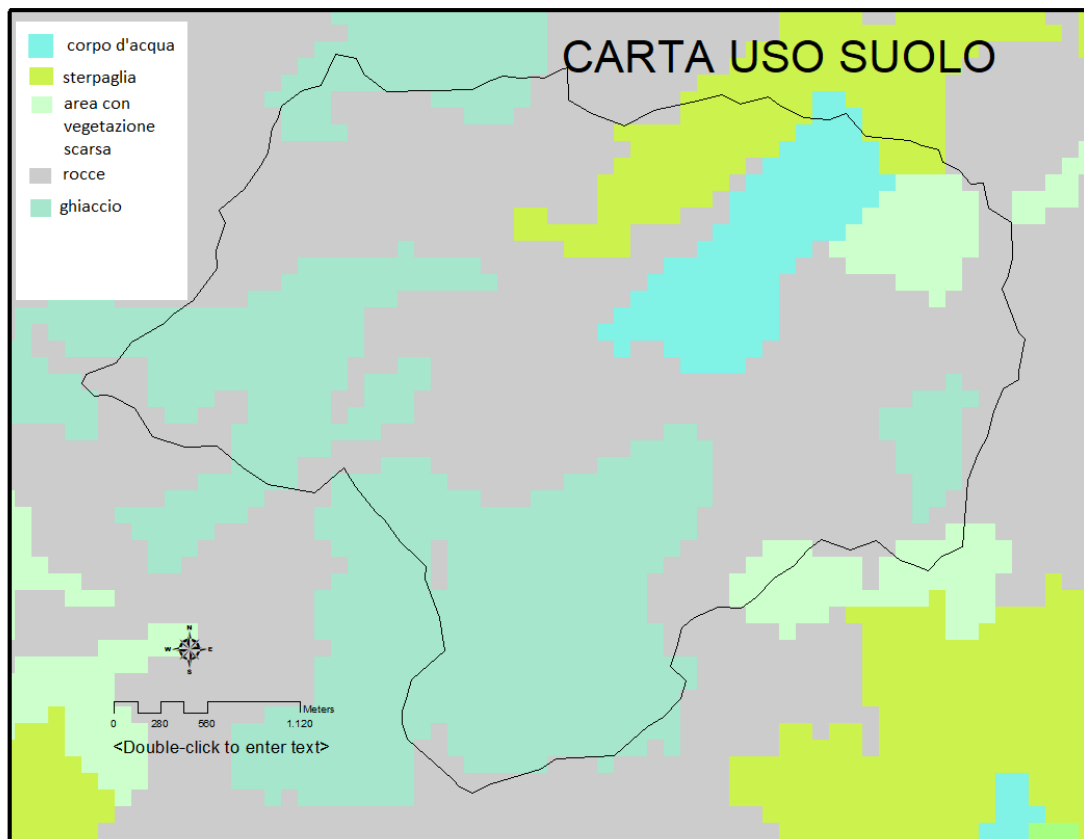 CARTA USO SUOLO
corpo d'acqua
sterpaglia
area con
vegetazione
scarsa
rocce
ghiaccio
N
W E
S
Meters
0 280 560 1.120
<Double-click to enter text>